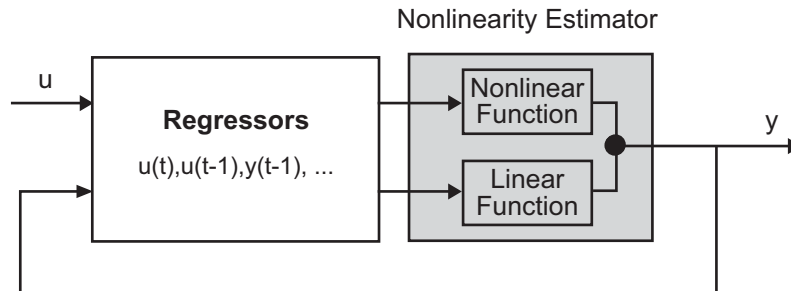 Nonlinearity Estimator
u
Regressors
u(t),u(t-1),y(t-1), ...
Nonlinear
Function
Linear
Function
y